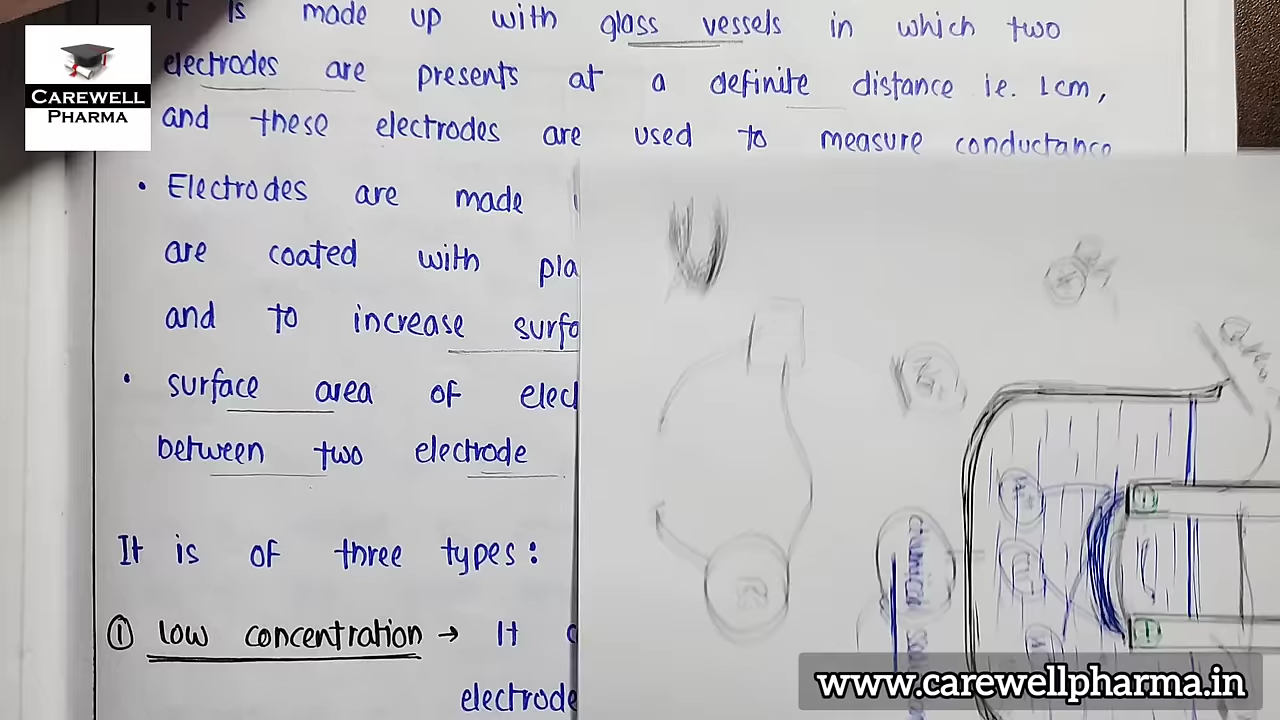 • It is made up with glass vessels in which two
electrodes are presents at a definite distance ie. 1cm,
and these electrodes are used to measure conductance
• Electrodes are made
are coated with pla
and to increase surfa
• surface area of elec
between two electrode
It is of three types:
① low concentration → It
electrode
CAREWELL
PHARMA
chemical
www.carewellpharma.in